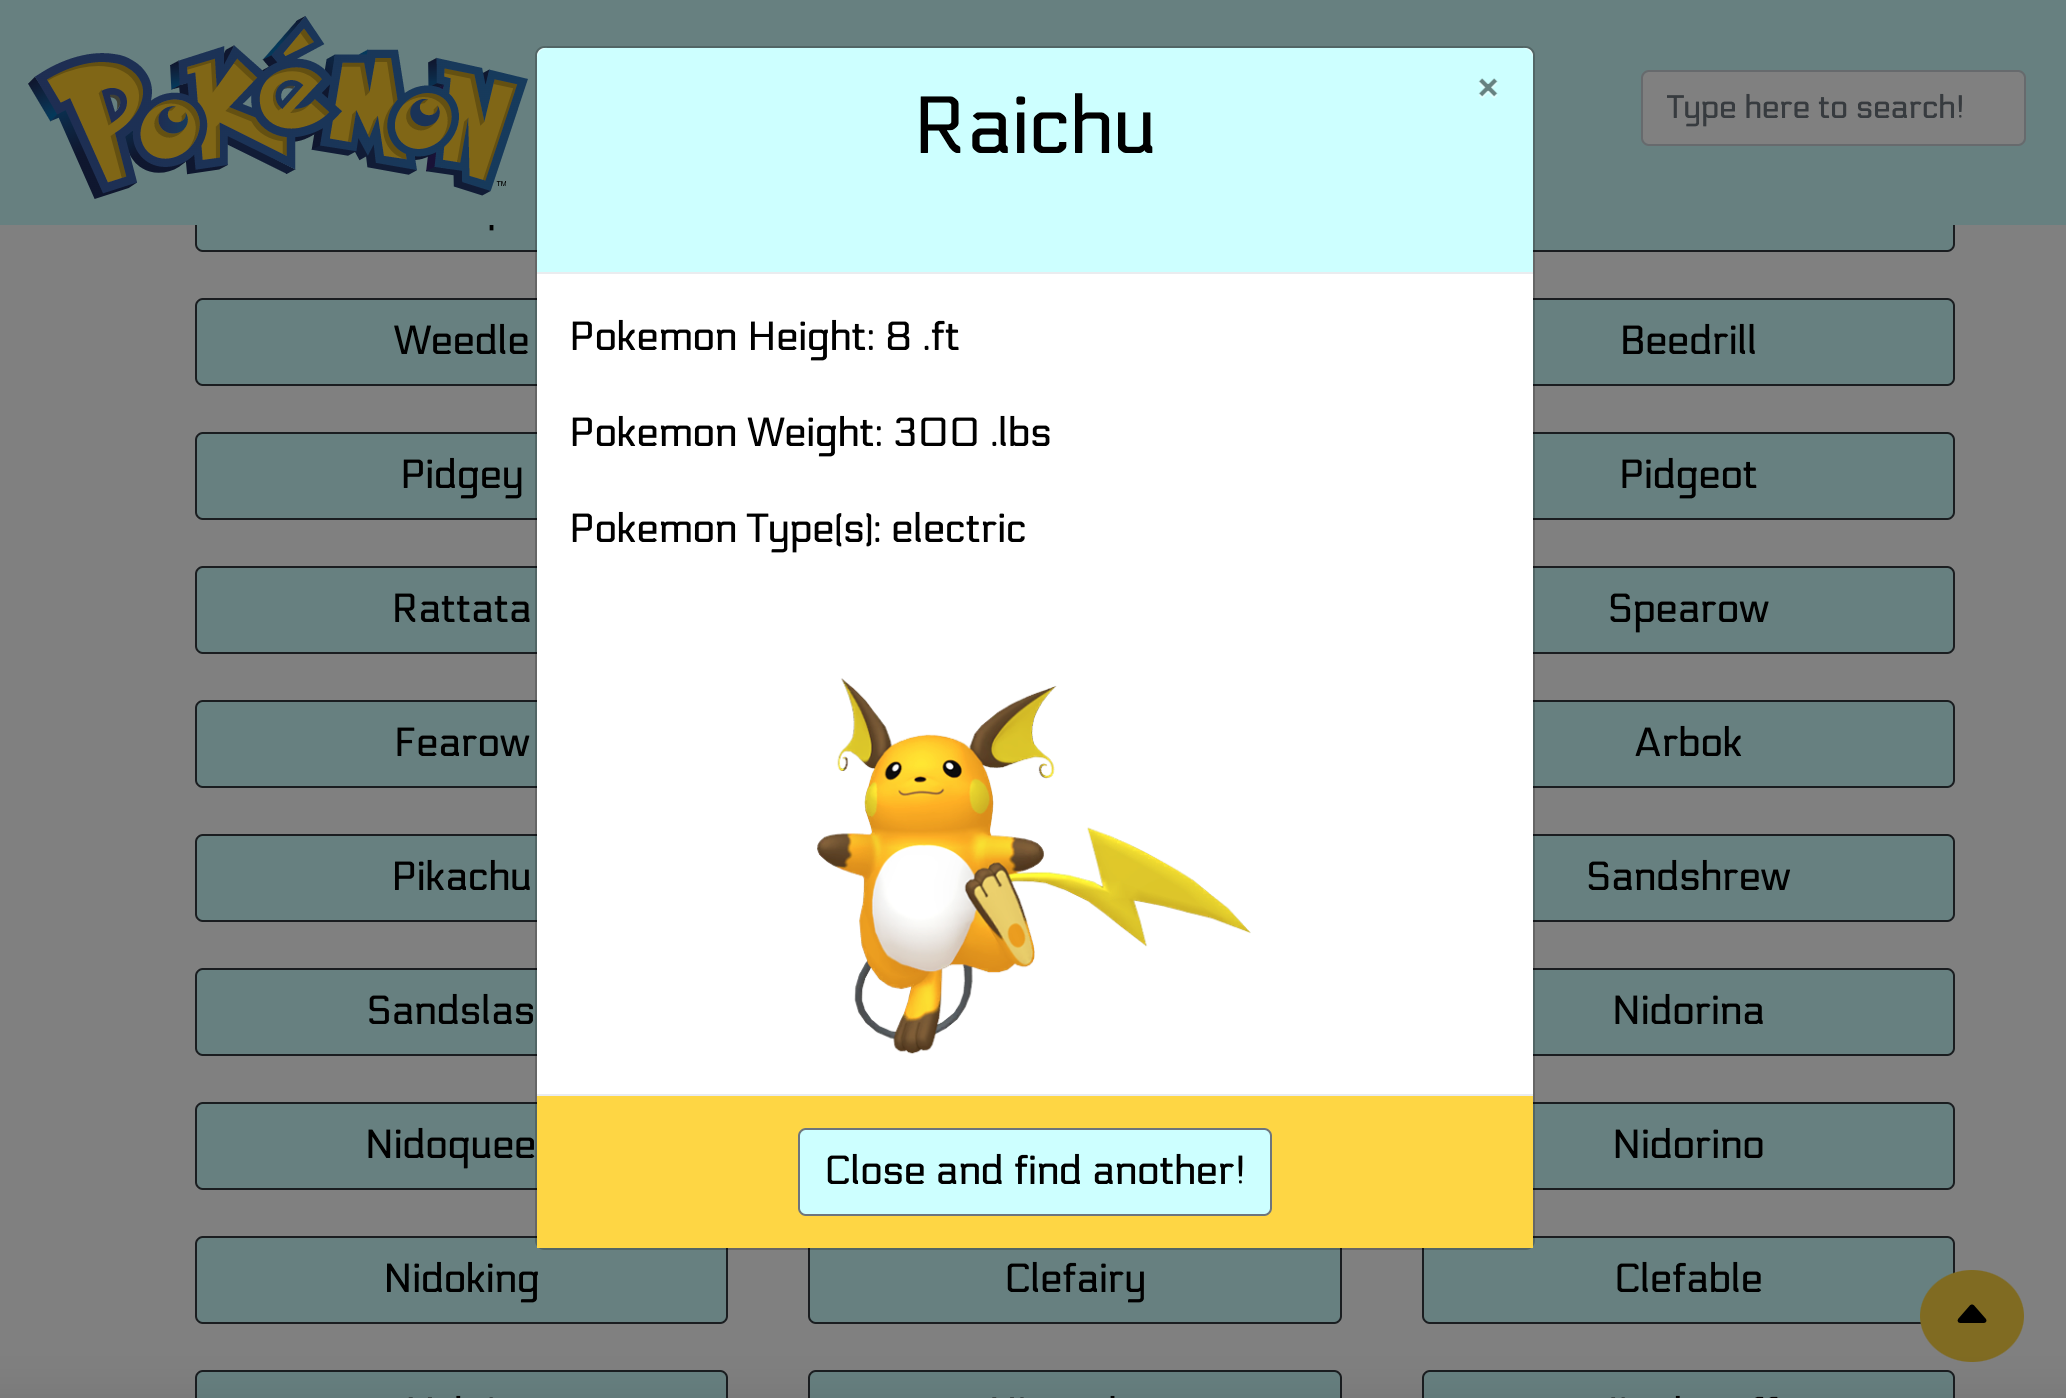 POKéMON
TM
Raichu
×
Type here to search!
Pokemon Height: 8 .ft
Pokemon Weight: 300 .lbs
Pokemon Type(s): electric
Weedle
Beedrill
Pidgey
Pidgeot
Rattata
Spearow
Fearow
Arbok
Pikachu
Sandshrew
Sandslas
Nidorina
Nidoquee
Nidorino
Close and find another!
Nidoking
Clefairy
Clefable